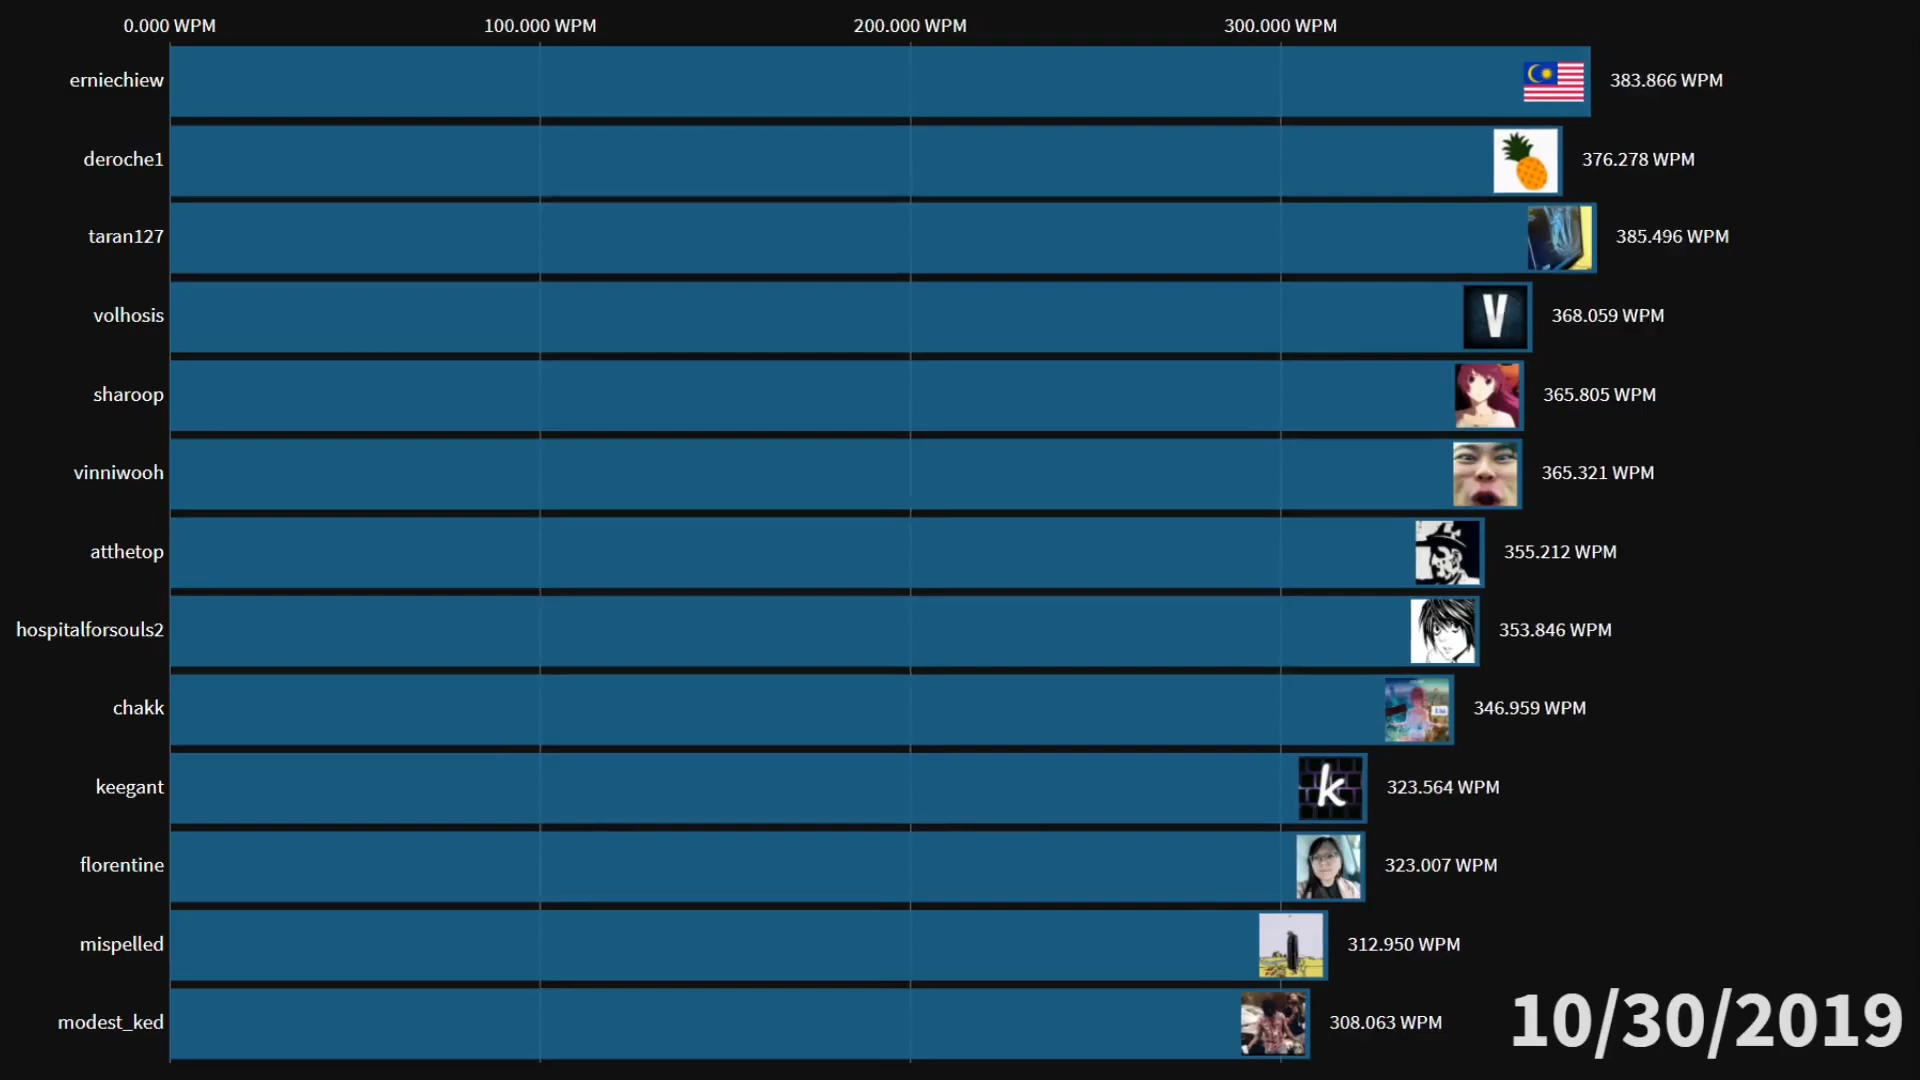 0.000 WPM 100.000 WPM 200.000 WPM 300.000 WPM
erniechiew 383.866 WPM
deroche1 376.278 WPM
taran127 385.496 WPM
volhosis V 368.059 WPM
sharoop 365.805 WPM
vinniwooh 365.321 WPM
atthetop 355.212 WPM
hospitalforsouls2 353.846 WPM
chakk 346.959 WPM
keegant k 323.564 WPM
florentine 323.007 WPM
mispelled 312.950 WPM
modest_ked 308.063 WPM
10/30/2019